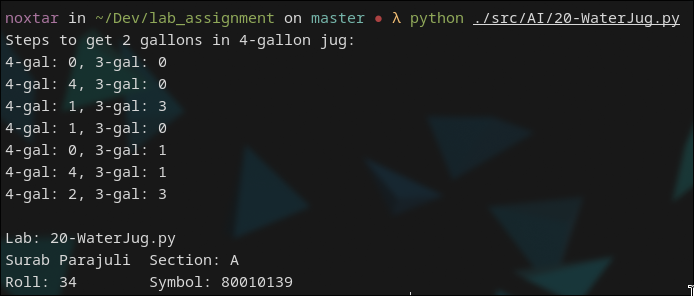 noxtar in ~/Dev/lab_assignment on master ● λ python ./src/AI/20-WaterJug.py
Steps to get 2 gallons in 4-gallon jug:
4-gal: 0, 3-gal: 0
4-gal: 4, 3-gal: 0
4-gal: 1, 3-gal: 3
4-gal: 1, 3-gal: 0
4-gal: 0, 3-gal: 1
4-gal: 4, 3-gal: 1
4-gal: 2, 3-gal: 3
Lab: 20-WaterJug.py
Surab Parajuli  Section: A
Roll: 34        Symbol: 80010139